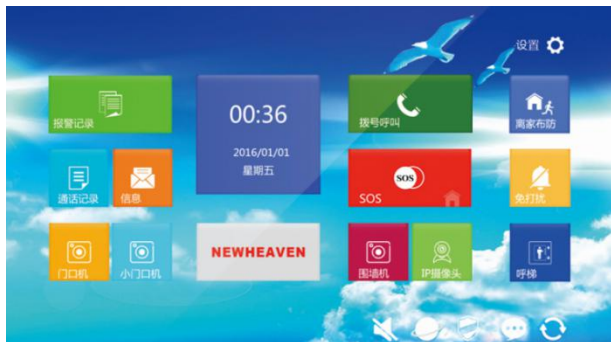 设置
报警记录
00:36
2016/01/01
星期五
拨号呼叫
离家布防
通话记录
信息
SOS
SOS
免打扰
门口机
小门口机
NEWHEAVEN
围墙机
IP摄像头
呼梯